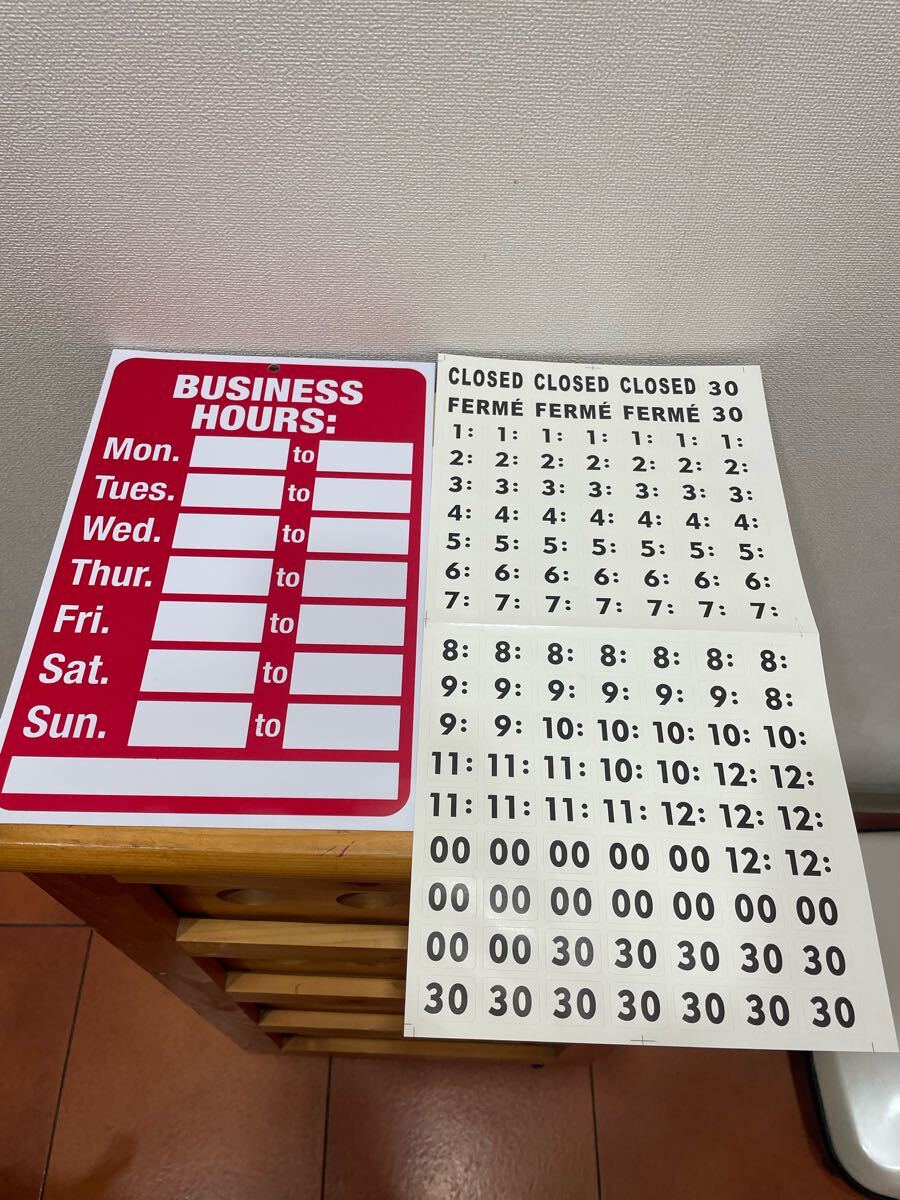 BUSINESS
HOURS:
Mon. to
Tues. to
Wed. to
Thur. to
Fri. to
Sat. to
Sun. to
CLOSED CLOSED CLOSED 30
FERMÉ FERMÉ FERMÉ 30
1: 1: 1: 1: 1: 1: 1:
2: 2: 2: 2: 2: 2: 2:
3: 3: 3: 3: 3: 3: 3:
4: 4: 4: 4: 4: 4: 4:
5: 5: 5: 5: 5: 5: 5:
6: 6: 6: 6: 6: 6: 6:
7: 7: 7: 7: 7: 7: 7:
8: 8: 8: 8: 8: 8: 8:
9: 9: 9: 9: 9: 9: 8:
9: 9: 10: 10: 10: 10: 10:
11: 11: 11: 10: 10: 12: 12:
11: 11: 11: 11: 12: 12: 12:
00 00 00 00 00 12: 12:
00 00 00 00 00 00 00
00 00 30 30 30 30 30
30 30 30 30 30 30 30